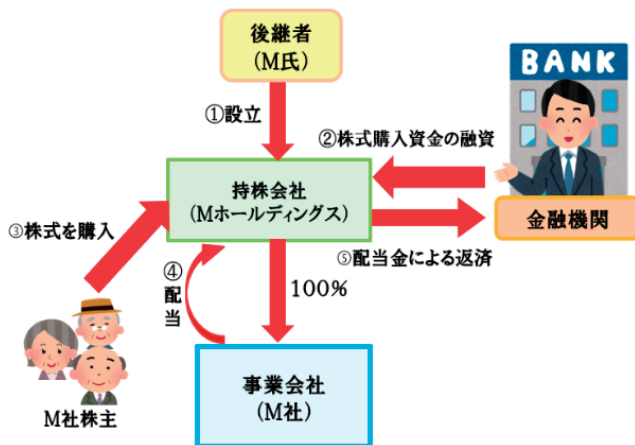 後継者
(M氏)
BANK
①設立
②株式購入資金の融資
持株会社
(Mホールディングス)
金融機関
③株式を購入
⑤配当金による返済
④
配
当
100%
事業会社
(M社)
M社株主